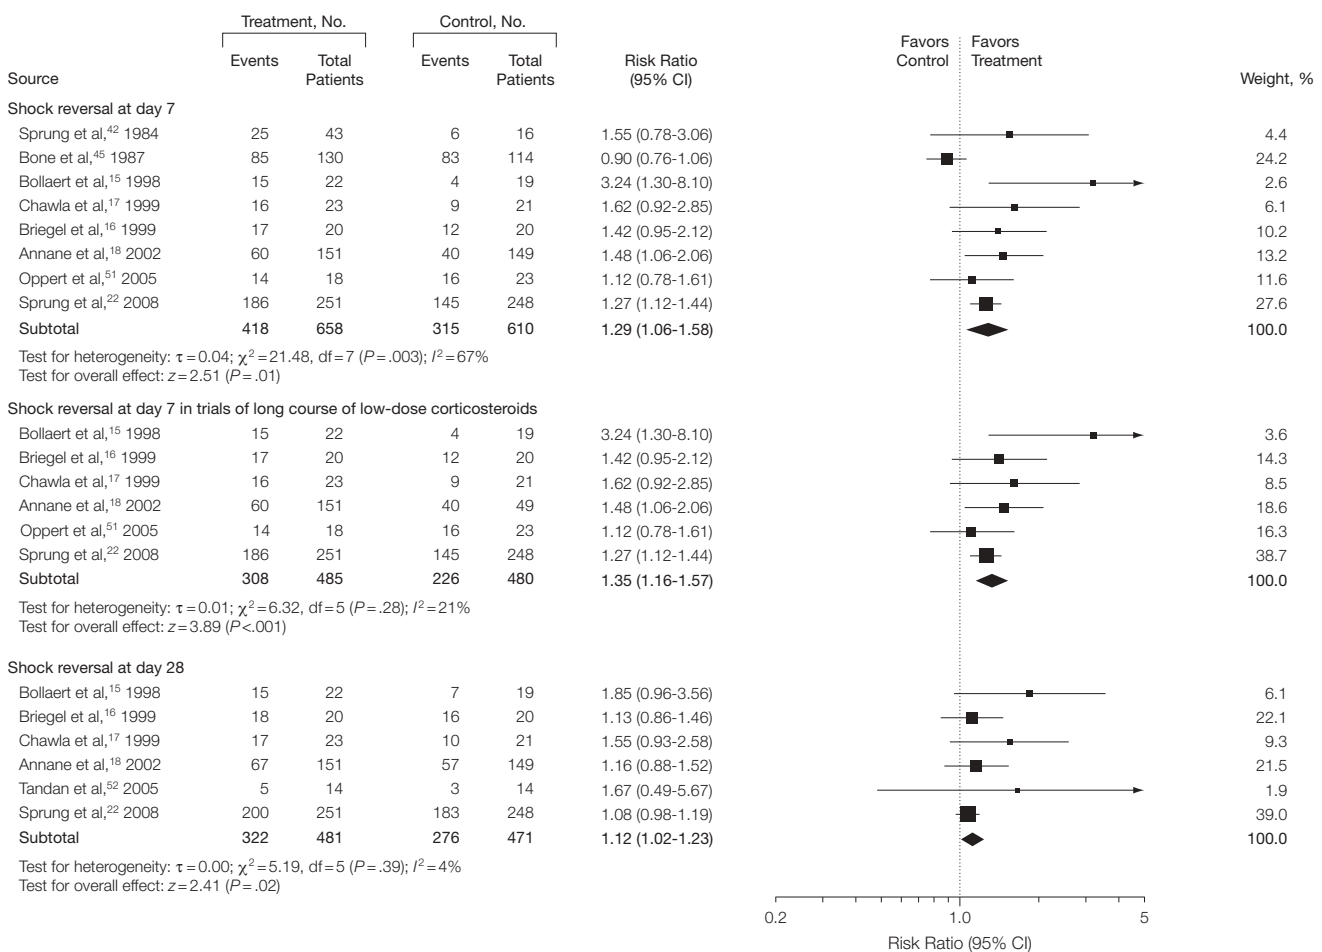 Treatment, No. Control, No.
Favors Favors
Events Total Events Total Risk Ratio Control Treatment
Source Patients Patients (95% CI) Weight, %
Shock reversal at day 7
Sprung et al,42 1984 25 43 6 16 1.55 (0.78-3.06) 4.4
Bone et al,45 1987 85 130 83 114 0.90 (0.76-1.06) 24.2
Bollaert et al,15 1998 15 22 4 19 3.24 (1.30-8.10) 2.6
Chawla et al,17 1999 16 23 9 21 1.62 (0.92-2.85) 6.1
Briegel et al,16 1999 17 20 12 20 1.42 (0.95-2.12) 10.2
Annane et al,18 2002 60 151 40 149 1.48 (1.06-2.06) 13.2
Oppert et al,51 2005 14 18 16 23 1.12 (0.78-1.61) 11.6
Sprung et al,22 2008 186 251 145 248 1.27 (1.12-1.44) 27.6
Subtotal 418 658 315 610 1.29 (1.06-1.58) 100.0
Test for heterogeneity: τ=0.04; χ2=21.48, df=7 (P=.003); I2=67%
Test for overall effect: z=2.51 (P=.01)
Shock reversal at day 7 in trials of long course of low-dose corticosteroids
Bollaert et al,15 1998 15 22 4 19 3.24 (1.30-8.10) 3.6
Briegel et al,16 1999 17 20 12 20 1.42 (0.95-2.12) 14.3
Chawla et al,17 1999 16 23 9 21 1.62 (0.92-2.85) 8.5
Annane et al,18 2002 60 151 40 49 1.48 (1.06-2.06) 18.6
Oppert et al,51 2005 14 18 16 23 1.12 (0.78-1.61) 16.3
Sprung et al,22 2008 186 251 145 248 1.27 (1.12-1.44) 38.7
Subtotal 308 485 226 480 1.35 (1.16-1.57) 100.0
Test for heterogeneity: τ=0.01; χ2=6.32, df=5 (P=.28); I2=21%
Test for overall effect: z=3.89 (P<.001)
Shock reversal at day 28
Bollaert et al,15 1998 15 22 7 19 1.85 (0.96-3.56) 6.1
Briegel et al,16 1999 18 20 16 20 1.13 (0.86-1.46) 22.1
Chawla et al,17 1999 17 23 10 21 1.55 (0.93-2.58) 9.3
Annane et al,18 2002 67 151 57 149 1.16 (0.88-1.52) 21.5
Tandan et al,52 2005 5 14 3 14 1.67 (0.49-5.67) 1.9
Sprung et al,22 2008 200 251 183 248 1.08 (0.98-1.19) 39.0
Subtotal 322 481 276 471 1.12 (1.02-1.23) 100.0
Test for heterogeneity: τ=0.00; χ2=5.19, df=5 (P=.39); I2=4%
Test for overall effect: z=2.41 (P=.02)
0.2 1.0 5
Risk Ratio (95% CI)